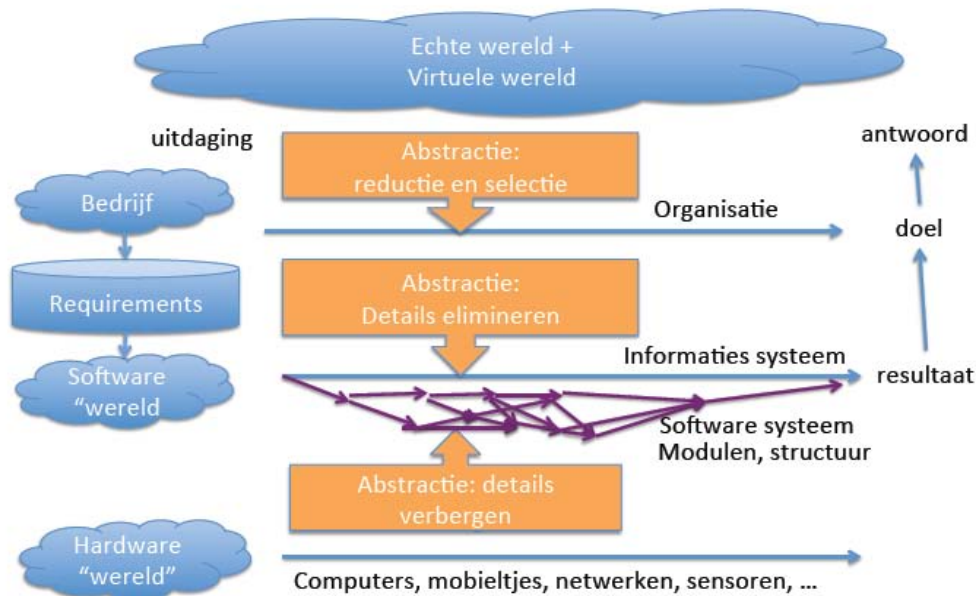 Echte wereld +
Virtuele wereld
uitdaging
Abstractie:
reductie en selectie
antwoord
Bedrijf
Organisatie
doel
Requirements
Abstractie:
Details elimineren
Informaties systeem
resultaat
Software
“wereld
Software systeem
Modulen, structuur
Abstractie: details
verbergen
Hardware
“wereld”
Computers, mobieltjes, netwerken, sensoren, ...